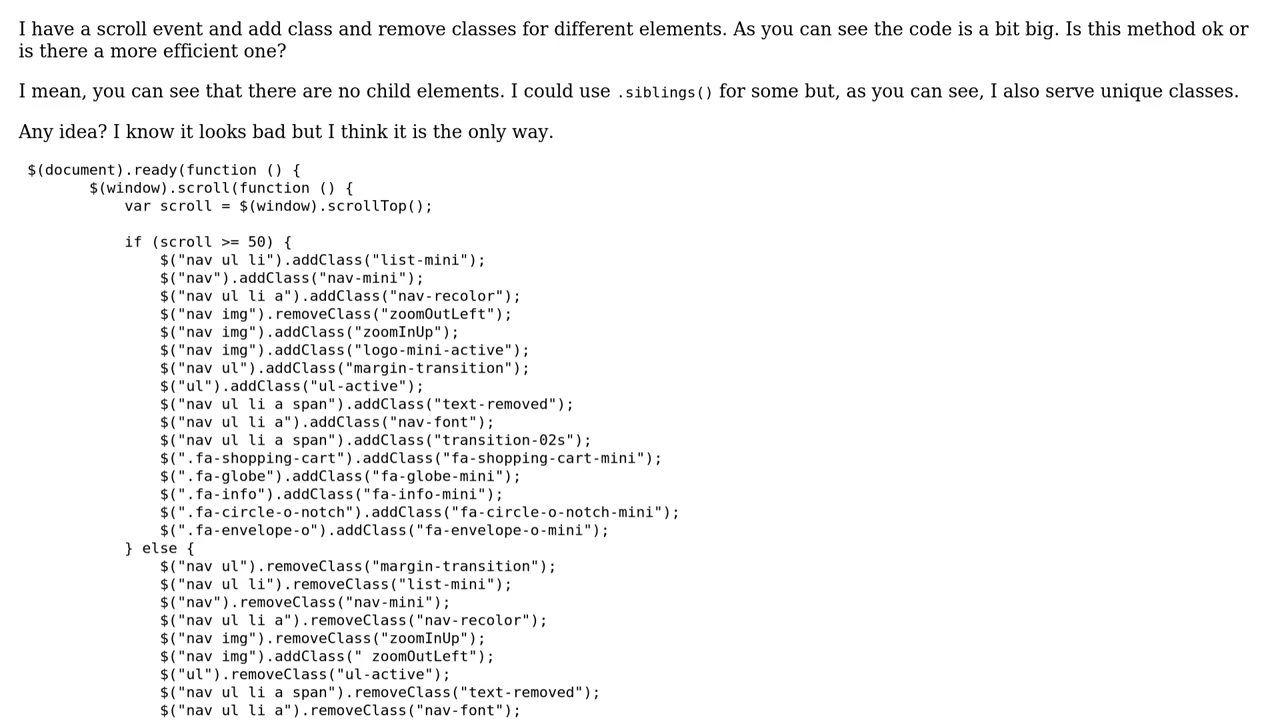 I have a scroll event and add class and remove classes for different elements. As you can see the code is a bit big. Is this method ok or
is there a more efficient one?
I mean, you can see that there are no child elements. I could use .siblings() for some but, as you can see, I also serve unique classes.
Any idea? I know it looks bad but I think it is the only way.
$(document).ready(function () {
$(window).scroll(function () {
var scroll = $(window).scrollTop();
if (scroll >= 50) {
$("nav ul li").addClass("list-mini");
$("nav").addClass("nav-mini");
$("nav ul li a").addClass("nav-recolor");
$("nav img").removeClass("zoomOutLeft");
$("nav img").addClass("zoomInUp");
$("nav img").addClass("logo-mini-active");
$("nav ul").addClass("margin-transition");
$("ul").addClass("ul-active");
$("nav ul li a span").addClass("text-removed");
$("nav ul li a").addClass("nav-font");
$("nav ul li a span").addClass("transition-02s");
$(".fa-shopping-cart").addClass("fa-shopping-cart-mini");
$(".fa-globe").addClass("fa-globe-mini");
$(".fa-info").addClass("fa-info-mini");
$(".fa-circle-o-notch").addClass("fa-circle-o-notch-mini");
$(".fa-envelope-o").addClass("fa-envelope-o-mini");
} else {
$("nav ul").removeClass("margin-transition");
$("nav ul li").removeClass("list-mini");
$("nav").removeClass("nav-mini");
$("nav ul li a").removeClass("nav-recolor");
$("nav img").removeClass("zoomInUp");
$("nav img").addClass(" zoomOutLeft");
$("ul").removeClass("ul-active");
$("nav ul li a span").removeClass("text-removed");
$("nav ul li a").removeClass("nav-font");